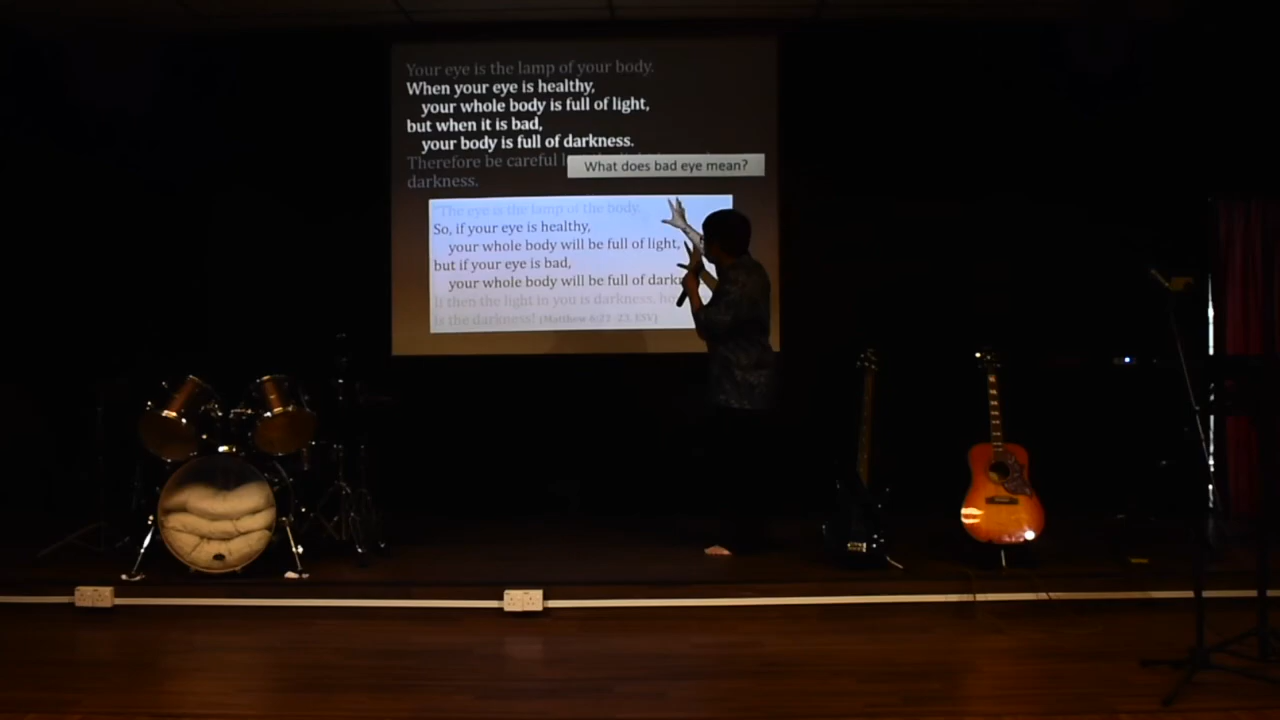 Your eye is the lamp of your body.
When your eye is healthy,
your whole body is full of light,
but when it is bad,
your body is full of darkness.
Therefore be careful
What does bad eye mean?
darkness.
"The eye is the lamp of the body.
So, if your eye is healthy,
your whole body will be full of light,
but if your eye is bad,
your whole body will be full of
If then the light in you is darkness,
is the darkness! (Matthew 6:22-23, ESV)